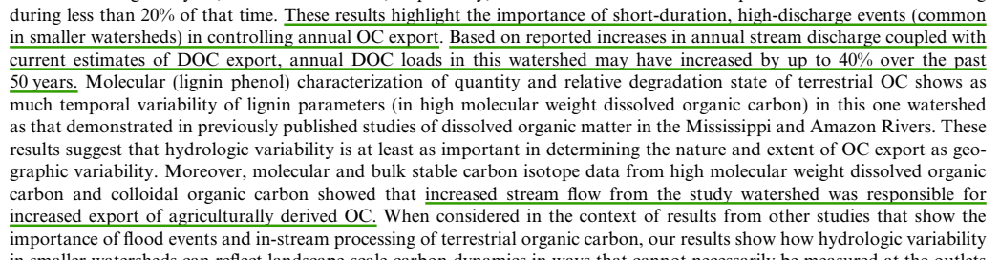 during less than 20% of that time. These results highlight the importance of short-duration, high-discharge events (common
in smaller watersheds) in controlling annual OC export. Based on reported increases in annual stream discharge coupled with
current estimates of DOC export, annual DOC loads in this watershed may have increased by up to 40% over the past
50 years. Molecular (lignin phenol) characterization of quantity and relative degradation state of terrestrial OC shows as
much temporal variability of lignin parameters (in high molecular weight dissolved organic carbon) in this one watershed
as that demonstrated in previously published studies of dissolved organic matter in the Mississippi and Amazon Rivers. These
results suggest that hydrologic variability is at least as important in determining the nature and extent of OC export as geo-
graphic variability. Moreover, molecular and bulk stable carbon isotope data from high molecular weight dissolved organic
carbon and colloidal organic carbon showed that increased stream flow from the study watershed was responsible for
increased export of agriculturally derived OC. When considered in the context of results from other studies that show the
importance of flood events and in-stream processing of terrestrial organic carbon, our results show how hydrologic variability
in smaller watersheds can reflect landscape-scale carbon dynamics in ways that cannot necessarily be measured at the outlets